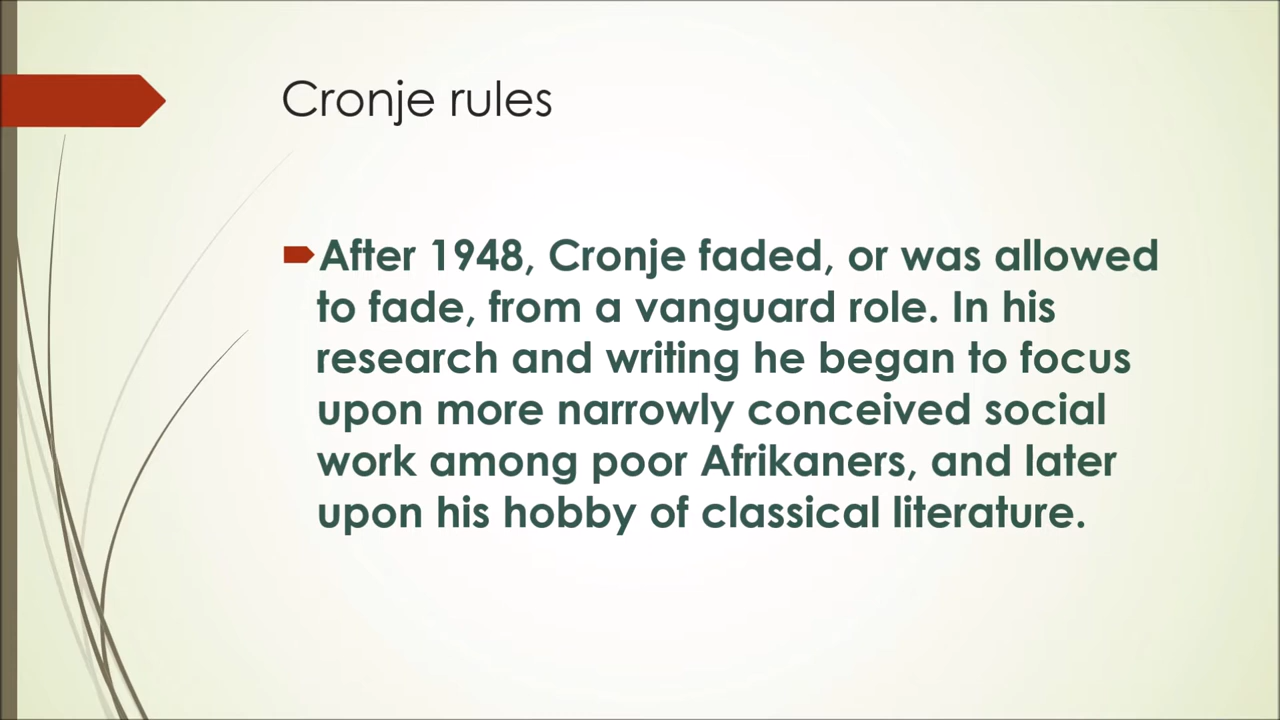 Cronje rules
After 1948, Cronje faded, or was allowed
to fade, from a vanguard role. In his
research and writing he began to focus
upon more narrowly conceived social
work among poor Afrikaners, and later
upon his hobby of classical literature.